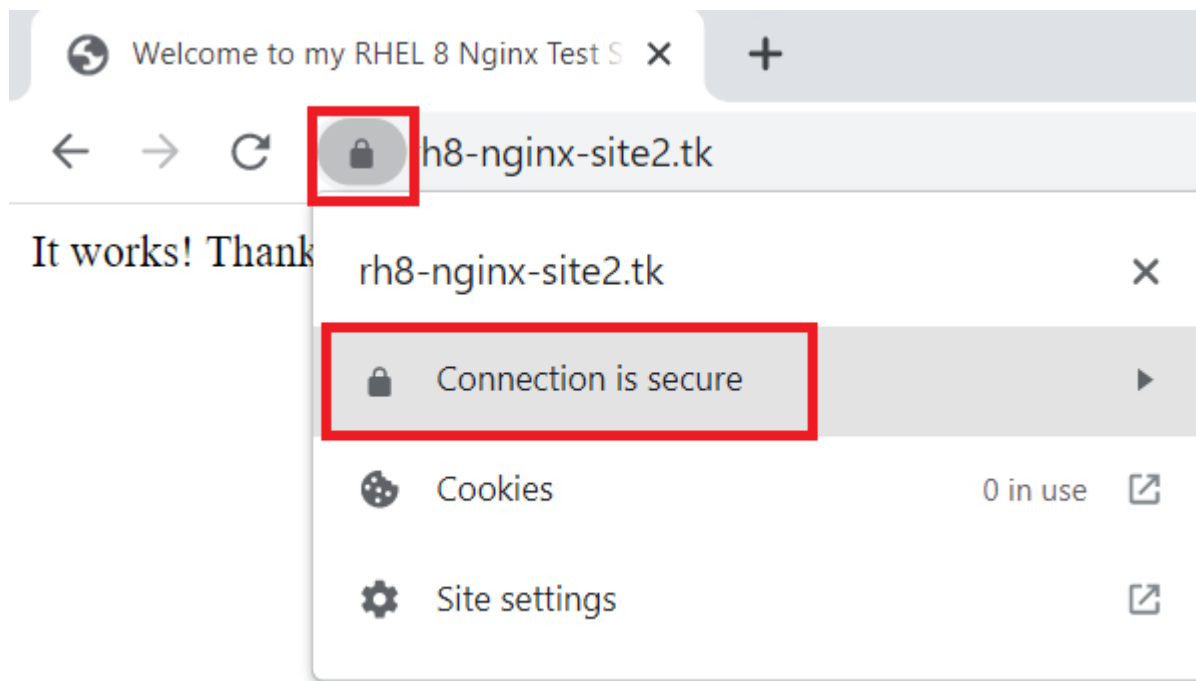 Welcome to my RHEL 8 Nginx Test S
h8-nginx-site2.tk
It works! Thank
rh8-nginx-site2.tk
Connection is secure
Cookies 0 in use
Site settings